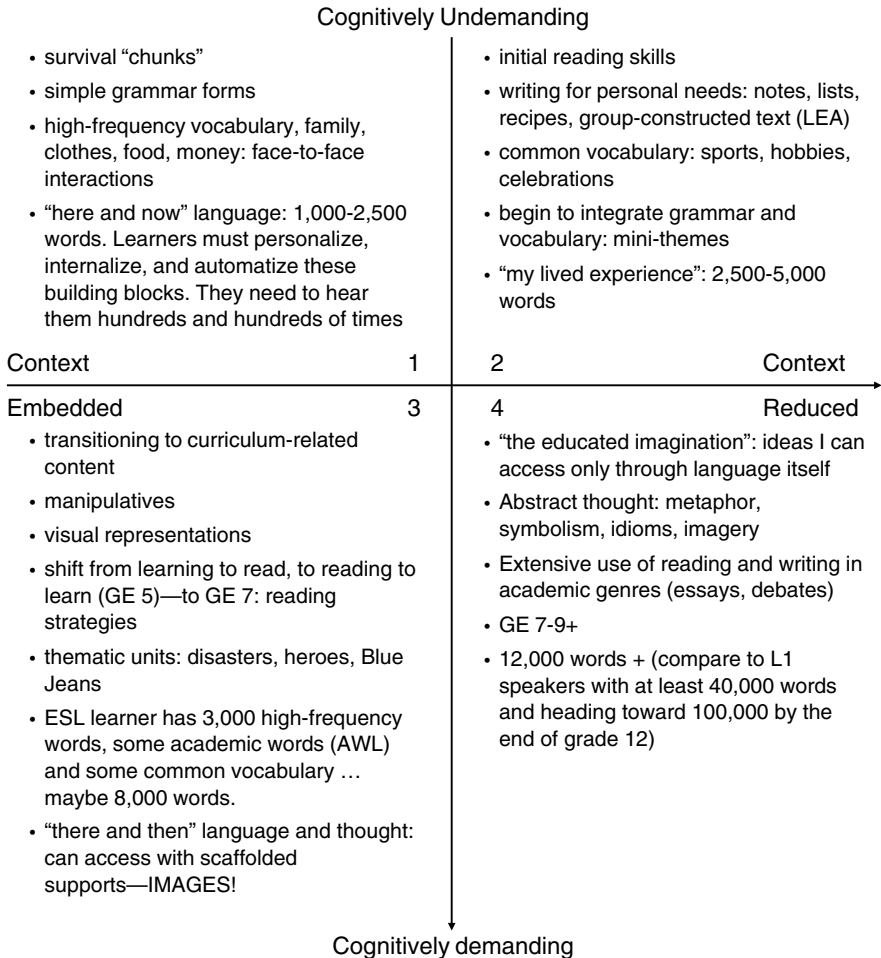 Cognitively Undemanding
• survival “chunks”
• simple grammar forms
• high-frequency vocabulary, family,
clothes, food, money: face-to-face
interactions
• “here and now” language: 1,000-2,500
words. Learners must personalize,
internalize, and automatize these
building blocks. They need to hear
them hundreds and hundreds of times
• initial reading skills
• writing for personal needs: notes, lists,
recipes, group-constructed text (LEA)
• common vocabulary: sports, hobbies,
celebrations
• begin to integrate grammar and
vocabulary: mini-themes
• “my lived experience”: 2,500-5,000
words
Context 1 2 Context
Embedded 3 4 Reduced
• transitioning to curriculum-related
content
• manipulatives
• visual representations
• shift from learning to read, to reading to
learn (GE 5)—to GE 7: reading
strategies
• thematic units: disasters, heroes, Blue
Jeans
• ESL learner has 3,000 high-frequency
words, some academic words (AWL)
and some common vocabulary …
maybe 8,000 words.
• “there and then” language and thought:
can access with scaffolded
supports—IMAGES!
• “the educated imagination”: ideas I can
access only through language itself
• Abstract thought: metaphor,
symbolism, idioms, imagery
• Extensive use of reading and writing in
academic genres (essays, debates)
• GE 7-9+
• 12,000 words + (compare to L1
speakers with at least 40,000 words
and heading toward 100,000 by the
end of grade 12)
Cognitively demanding